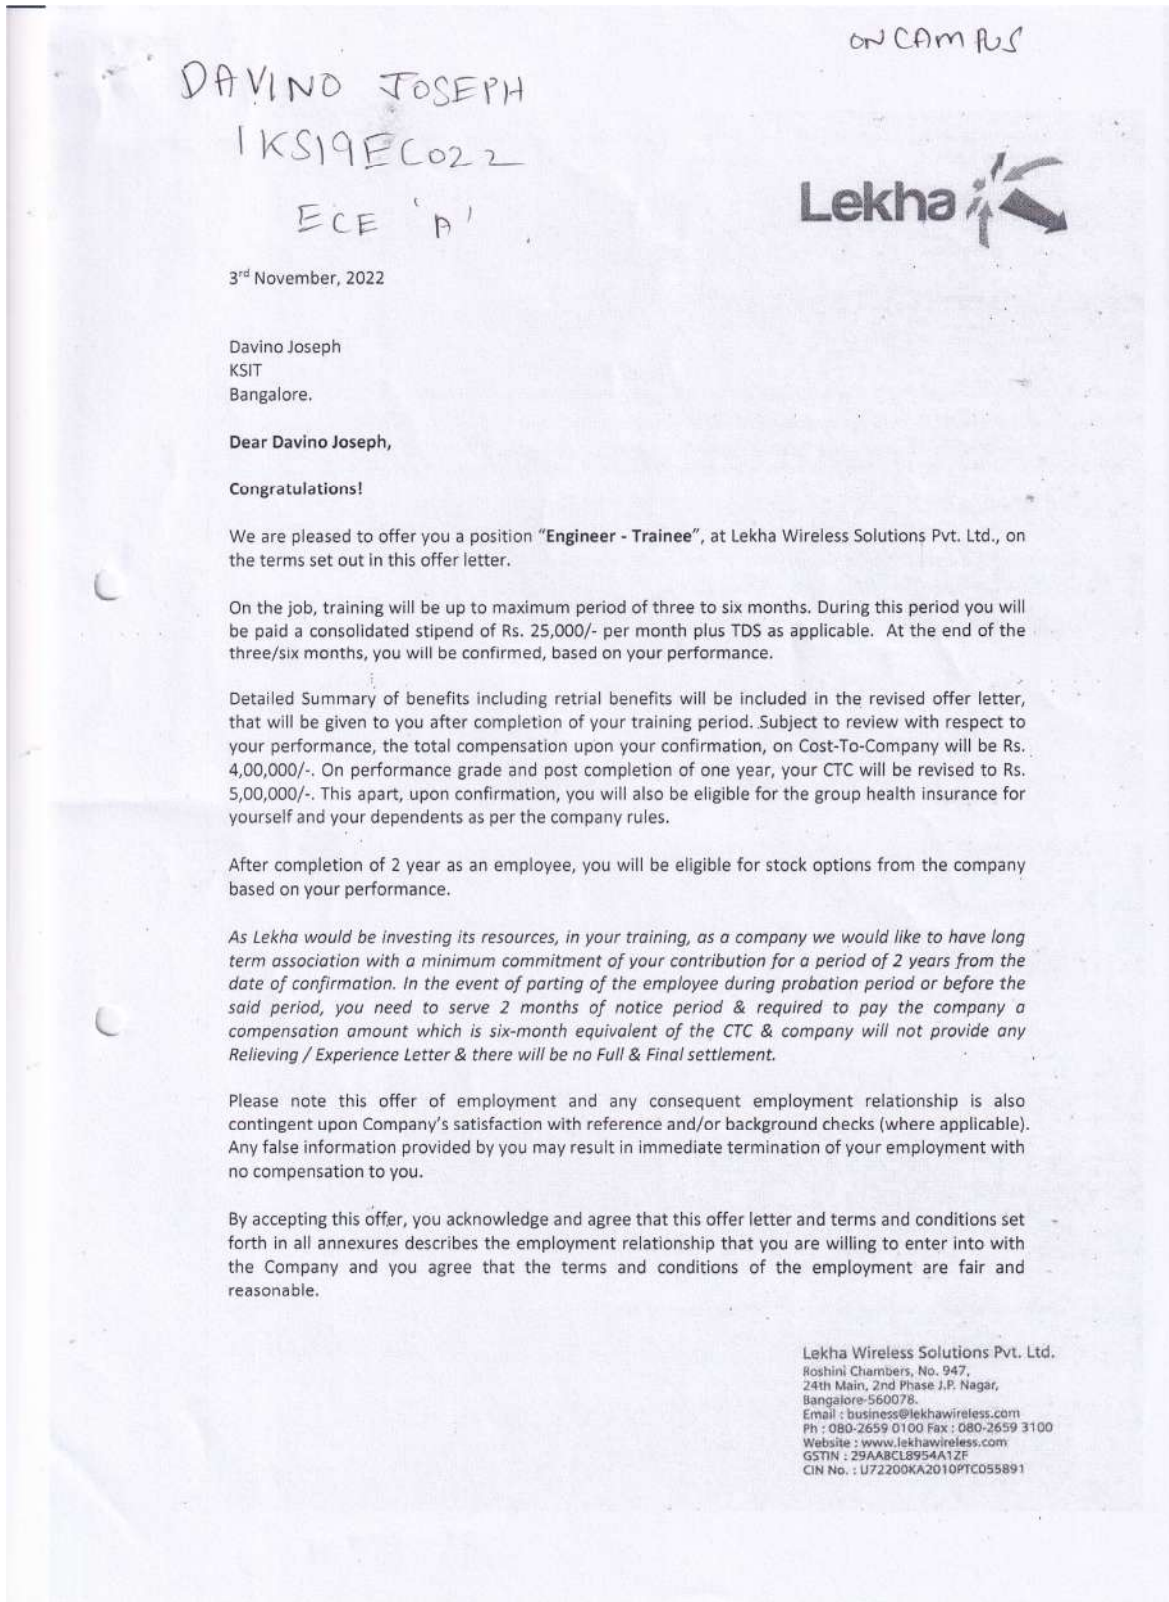 ON CAMPUS
DAVINO JOSEPH
1KS19EC022
ECE 'A'
Lekha
3rd November, 2022
Davino Joseph
KSIT
Bangalore.
Dear Davino Joseph,
Congratulations!
We are pleased to offer you a position “Engineer - Trainee”, at Lekha Wireless Solutions Pvt. Ltd., on
the terms set out in this offer letter.
On the job, training will be up to maximum period of three to six months. During this period you will
be paid a consolidated stipend of Rs. 25,000/- per month plus TDS as applicable. At the end of the
three/six months, you will be confirmed, based on your performance.
Detailed Summary of benefits including retrial benefits will be included in the revised offer letter,
that will be given to you after completion of your training period. Subject to review with respect to
your performance, the total compensation upon your confirmation, on Cost-To-Company will be Rs.
4,00,000/-. On performance grade and post completion of one year, your CTC will be revised to Rs.
5,00,000/-. This apart, upon confirmation, you will also be eligible for the group health insurance for
yourself and your dependents as per the company rules.
After completion of 2 year as an employee, you will be eligible for stock options from the company
based on your performance.
As Lekha would be investing its resources, in your training, as a company we would like to have long
term association with a minimum commitment of your contribution for a period of 2 years from the
date of confirmation. In the event of parting of the employee during probation period or before the
said period, you need to serve 2 months of notice period & required to pay the company a
compensation amount which is six-month equivalent of the CTC & company will not provide any
Relieving / Experience Letter & there will be no Full & Final settlement.
Please note this offer of employment and any consequent employment relationship is also
contingent upon Company's satisfaction with reference and/or background checks (where applicable).
Any false information provided by you may result in immediate termination of your employment with
no compensation to you.
By accepting this offer, you acknowledge and agree that this offer letter and terms and conditions set
forth in all annexures describes the employment relationship that you are willing to enter into with
the Company and you agree that the terms and conditions of the employment are fair and
reasonable.
Lekha Wireless Solutions Pvt. Ltd.
Roshini Chambers, No. 947,
24th Main, 2nd Phase J.P. Nagar,
Bangalore-560078.
Email : business@lekhawireless.com
Ph : 080-2659 0100 Fax : 080-2659 3100
Website : www.lekhawireless.com
GSTIN : 29AABCL8954A1ZF
CIN No. : U72200KA2010PTC055891